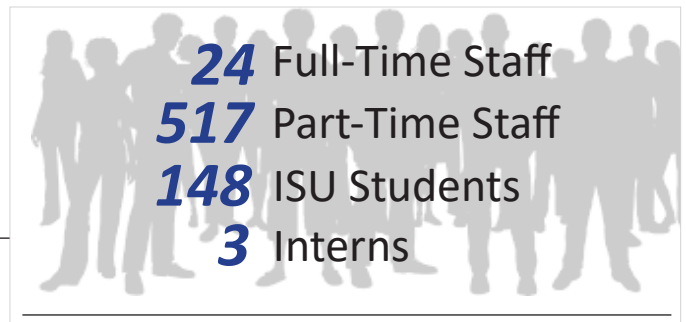 24 Full-Time Staff
517 Part-Time Staff
148 ISU Students
3 Interns